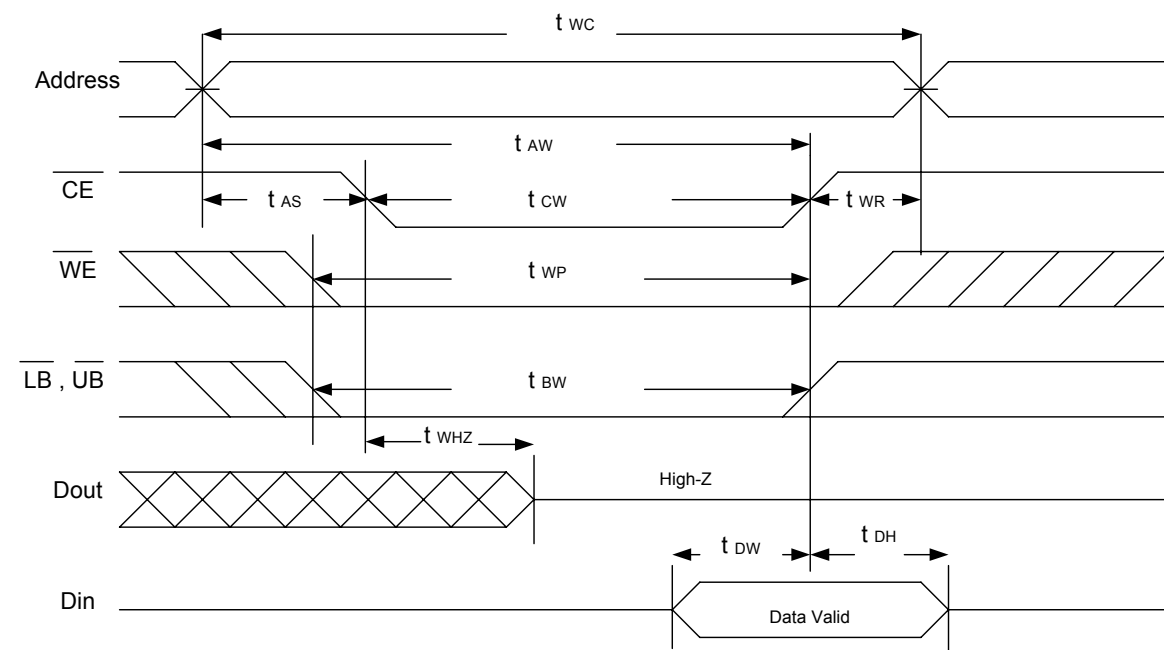 t WC
Address
t AW
CE
t AS
t CW
t WR
WE
t WP
LB , UB
t BW
t WHZ
Dout
High-Z
t DW
t DH
Din
Data Valid